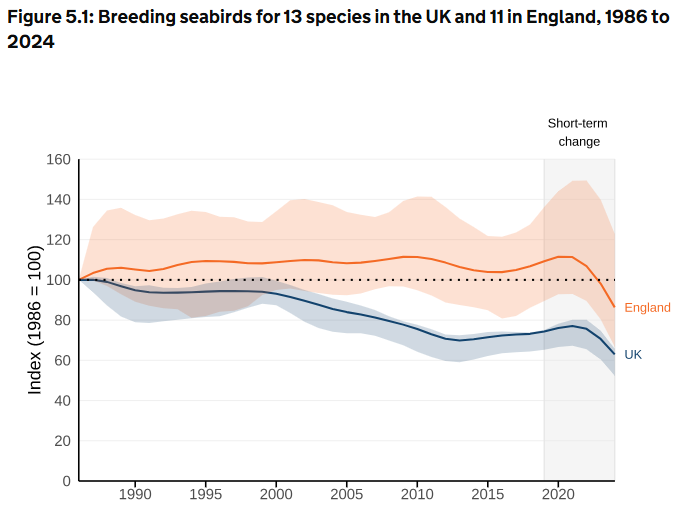 Figure 5.1: Breeding seabirds for 13 species in the UK and 11 in England, 1986 to
2024
Short-term
change
160
140
120
100
80
60
40
20
0
Index (1986 = 100)
England
UK
1990
1995
2000
2005
2010
2015
2020